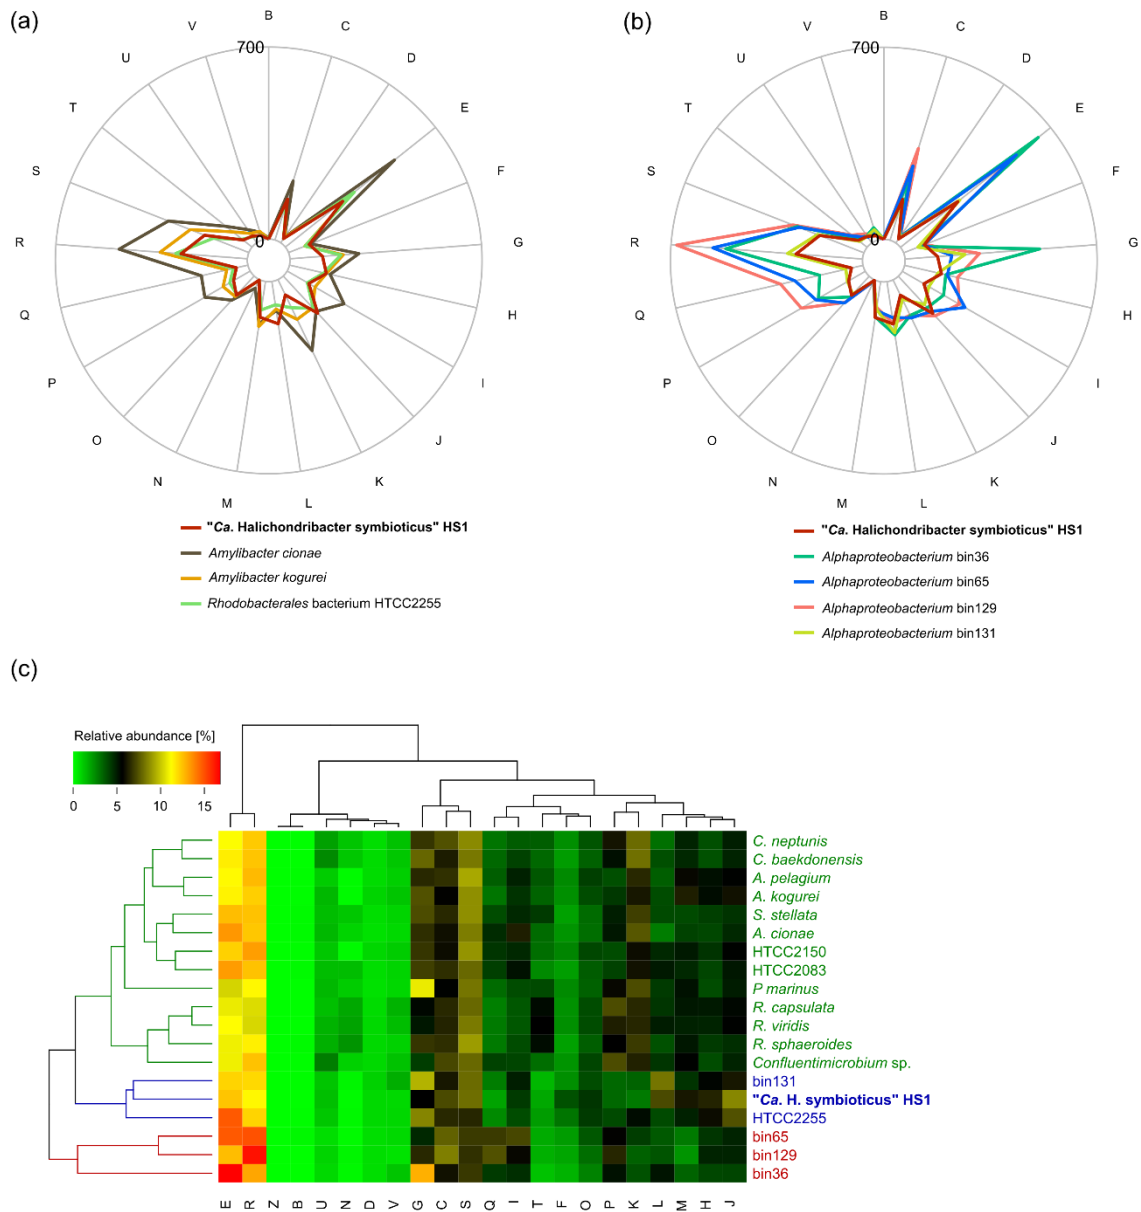 (a)
B
C
D
E
F
G
H
I
J
K
L
M
N
O
P
Q
R
S
T
U
V
700
0
"Ca. Halichondribacter symbioticus" HS1
Amylibacter cionae
Amylibacter kogurei
Rhodobacterales bacterium HTCC2255
(b)
B
C
D
E
F
G
H
I
J
K
L
M
N
O
P
Q
R
S
T
U
V
700
0
"Ca. Halichondribacter symbioticus" HS1
Alphaproteobacterium bin36
Alphaproteobacterium bin65
Alphaproteobacterium bin129
Alphaproteobacterium bin131
(c)
Relative abundance [%]
0 5 10 15
C. neptunis
C. baekdonensis
A. pelagium
A. kogurei
S. stellata
A. cionae
HTCC2150
HTCC2083
P marinus
R. capsulata
R. viridis
R. sphaeroides
Confluentimicrobium sp.
bin131
"Ca. H. symbioticus" HS1
HTCC2255
bin65
bin129
bin36
E R Z B U N D V G C S Q I T F O P K L M H J